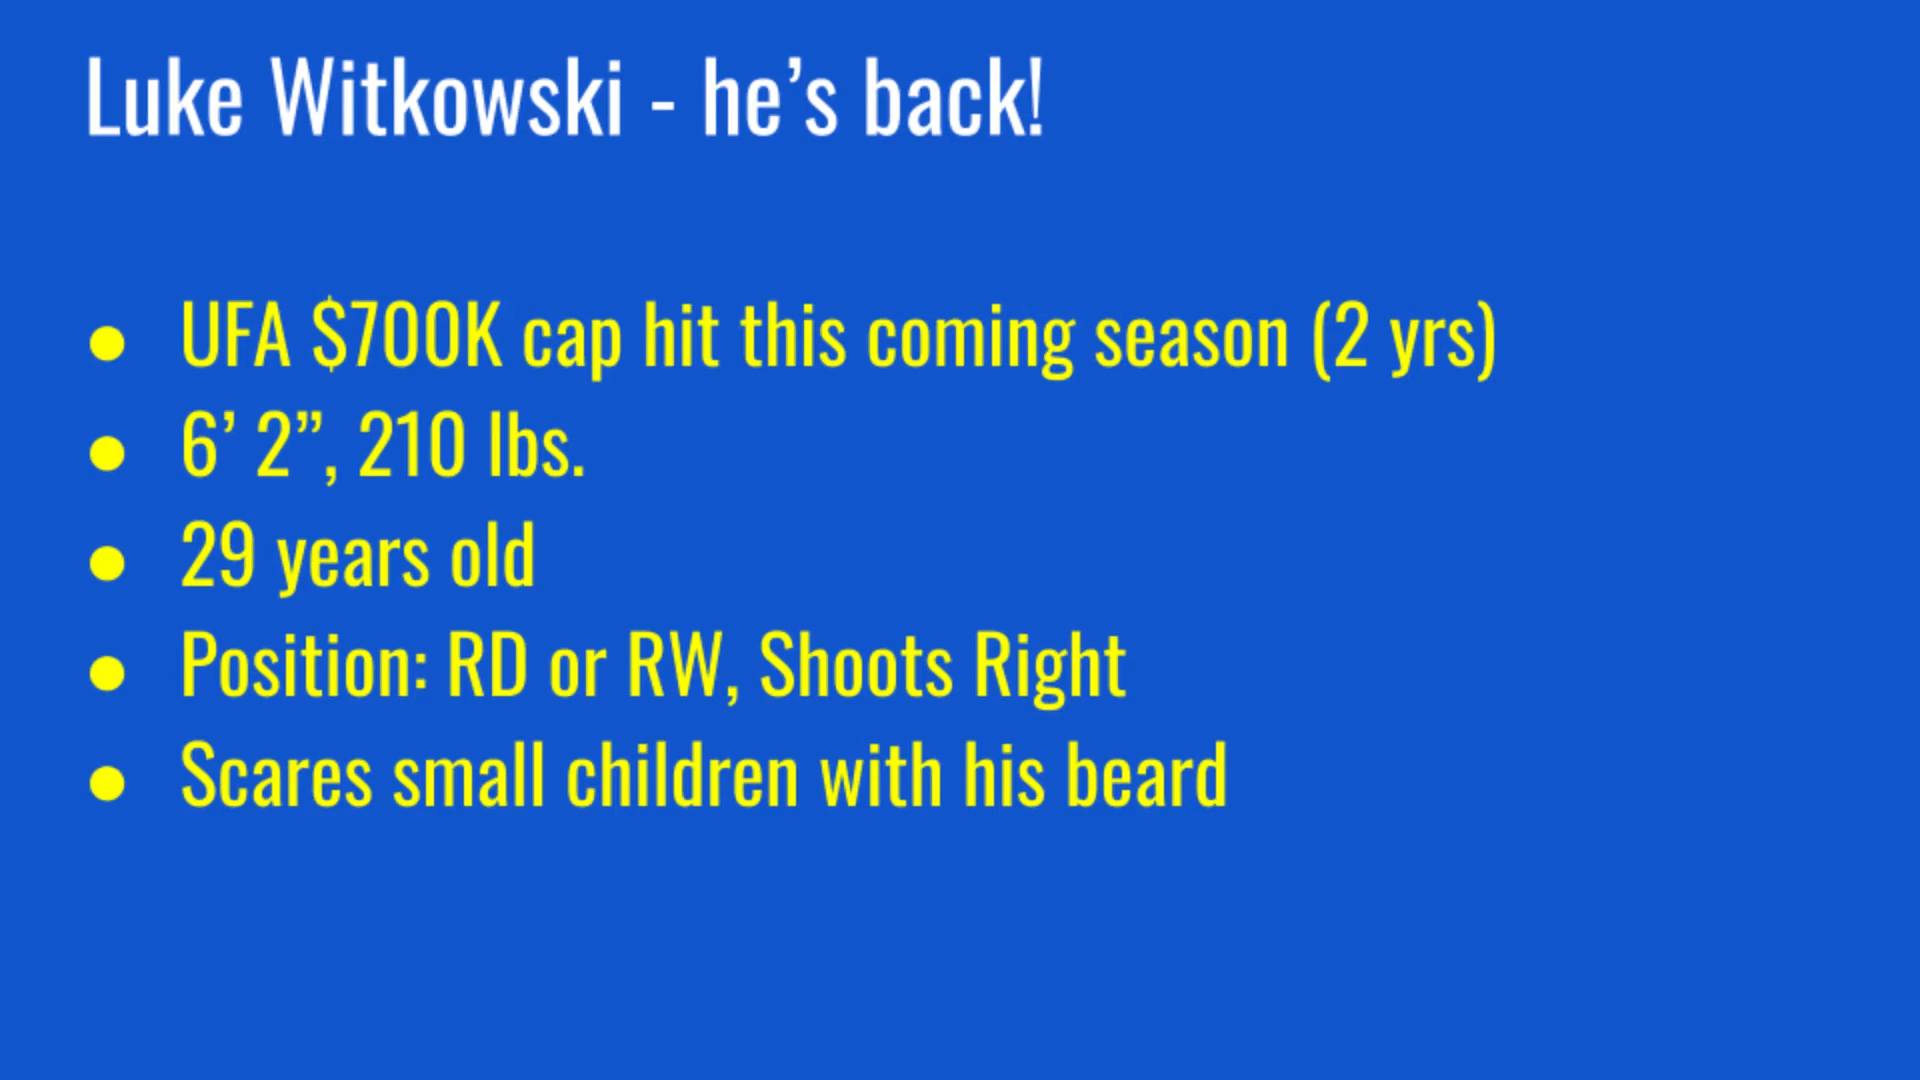 Luke Witkowski - he’s back!
● UFA $700K cap hit this coming season (2 yrs)
● 6’ 2”, 210 lbs.
● 29 years old
● Position: RD or RW, Shoots Right
● Scares small children with his beard